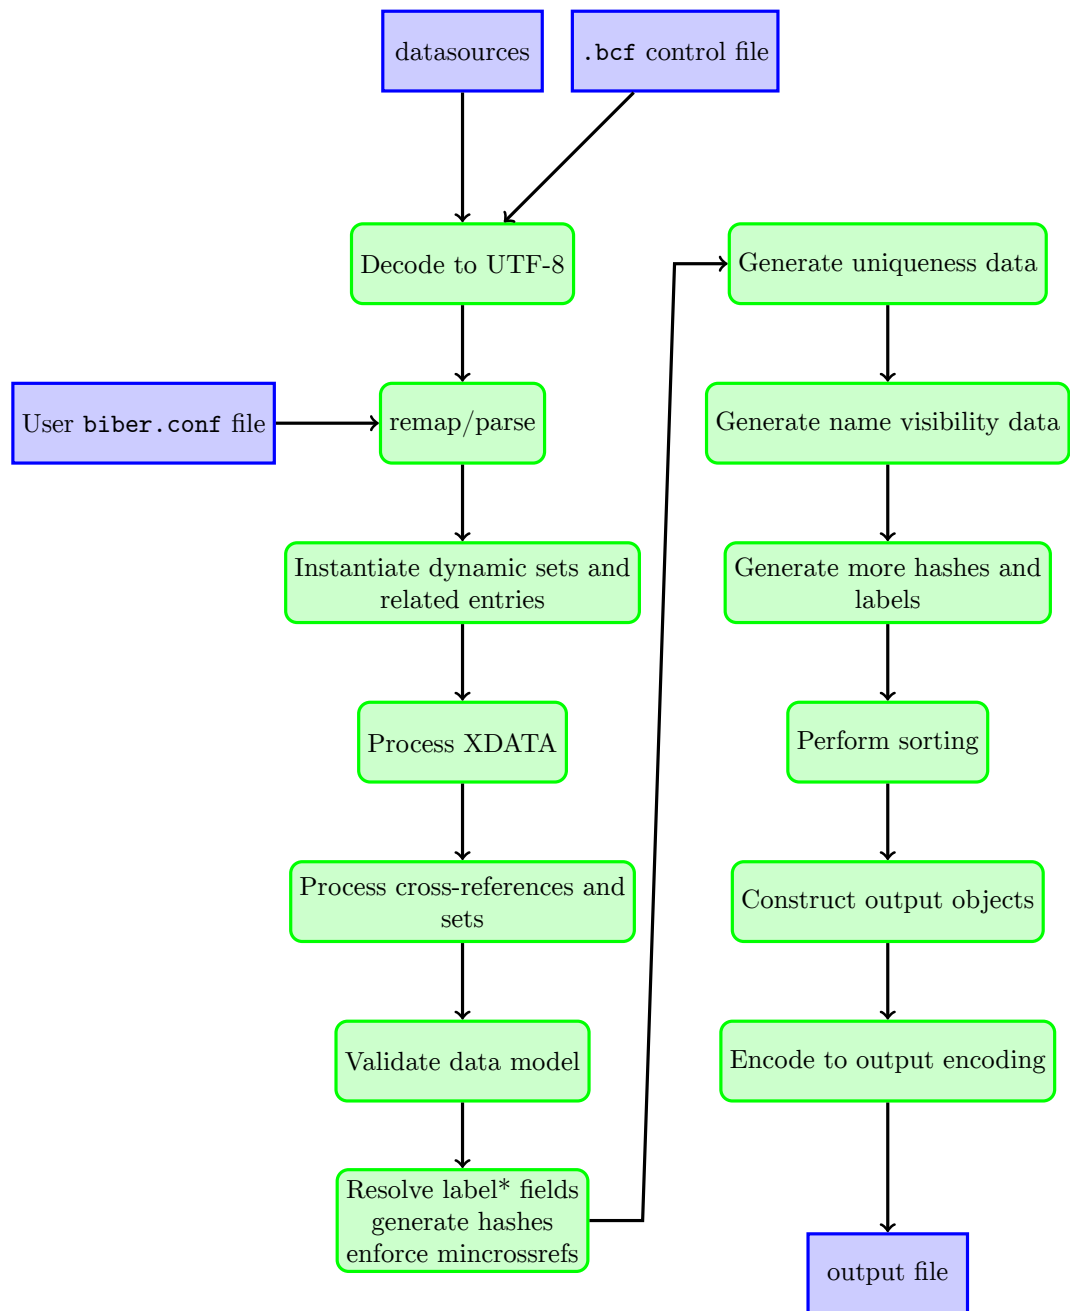 datasources
.bcf control file
Decode to UTF-8
User biber.conf file
remap/parse
Instantiate dynamic sets and
related entries
Process XDATA
Process cross-references and
sets
Validate data model
Resolve label* fields
generate hashes
enforce mincrossrefs
Generate uniqueness data
Generate name visibility data
Generate more hashes and
labels
Perform sorting
Construct output objects
Encode to output encoding
output file